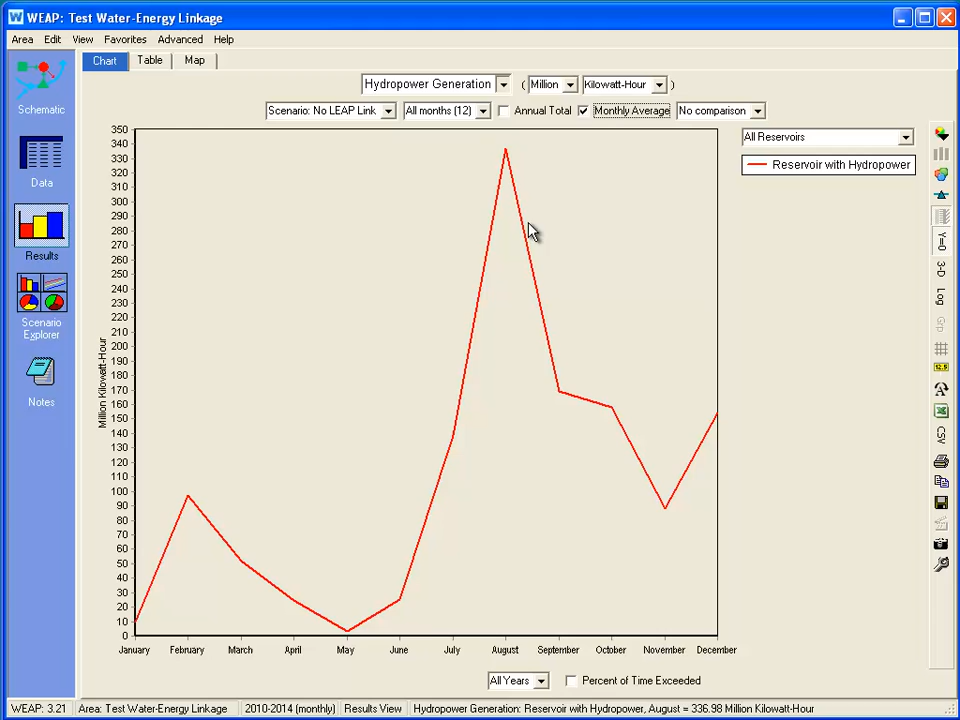 WEAP: Test Water-Energy Linkage
Area Edit View Favorites Advanced Help
Chart Table Map
Hydropower Generation ( Million Kilowatt-Hour )
Scenario: No LEAP Link All months (12) Annual Total Monthly Average No comparison
Schematic
Data
Results
Scenario
Explorer
Notes
All Reservoirs
Reservoir with Hydropower
350
340
330
320
310
300
290
280
270
260
250
240
230
220
210
200
190
180
170
160
150
140
130
120
110
100
90
80
70
60
50
40
30
20
10
0
Million Kilowatt-Hour
January February March April May June July August September October November December
Y=0
3-D
Log
Grp
12.5
CSV
All Years Percent of Time Exceeded
WEAP: 3.21 Area: Test Water-Energy Linkage 2010-2014 (monthly) Results View Hydropower Generation: Reservoir with Hydropower, August = 336.98 Million Kilowatt-Hour